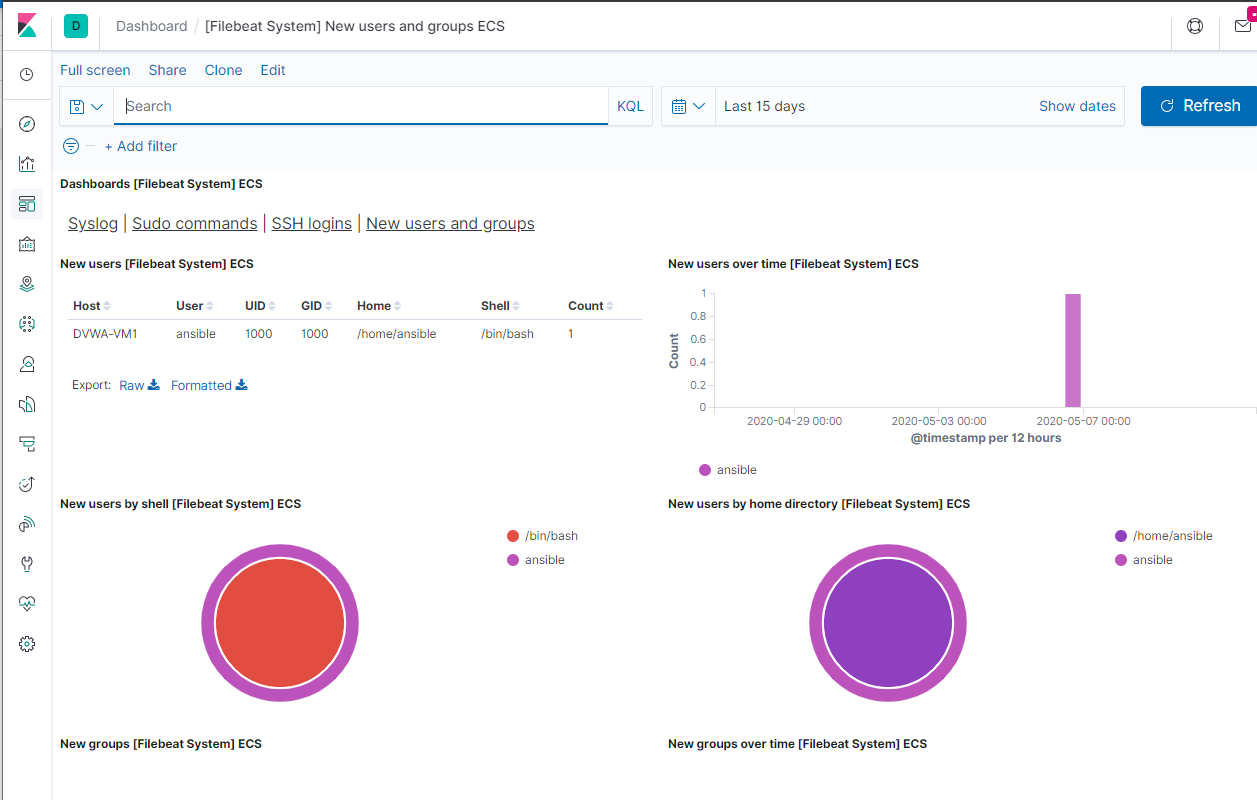 D Dashboard / [Filebeat System] New users and groups ECS
Full screen Share Clone Edit
Search KQL Last 15 days Show dates Refresh
+ Add filter
Dashboards [Filebeat System] ECS
Syslog | Sudo commands | SSH logins | New users and groups
New users [Filebeat System] ECS
Host User UID GID Home Shell Count
DVWA-VM1 ansible 1000 1000 /home/ansible /bin/bash 1
Export: Raw Formatted
New users over time [Filebeat System] ECS
Count
1
0.8
0.6
0.4
0.2
0
2020-04-29 00:00 2020-05-03 00:00 2020-05-07 00:00
@timestamp per 12 hours
ansible
New users by shell [Filebeat System] ECS
/bin/bash
ansible
New users by home directory [Filebeat System] ECS
/home/ansible
ansible
New groups [Filebeat System] ECS
New groups over time [Filebeat System] ECS